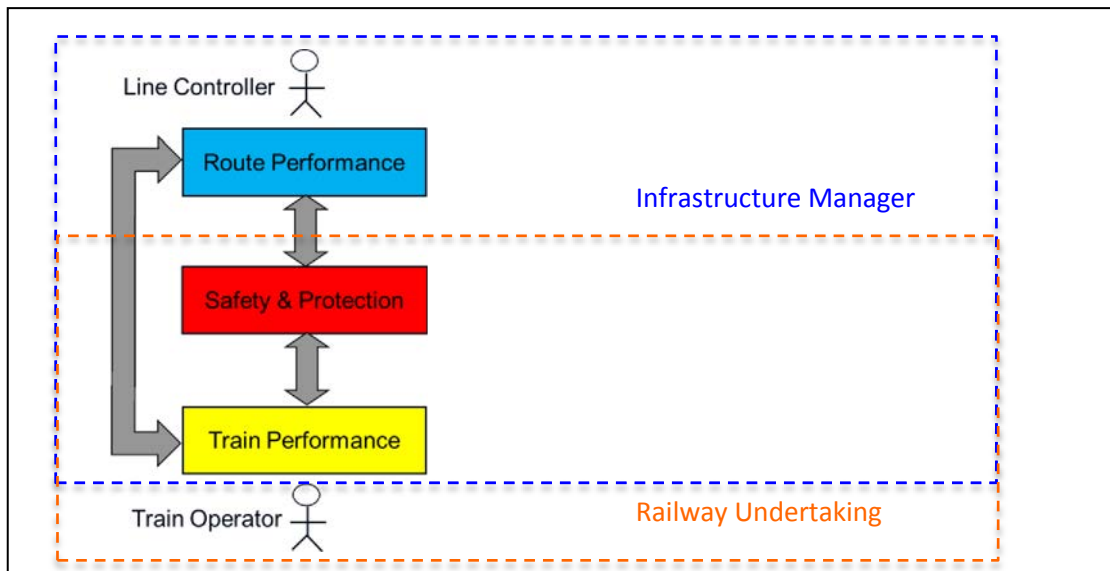 Line Controller
Route Performance
Infrastructure Manager
Safety & Protection
Train Performance
Train Operator
Railway Undertaking